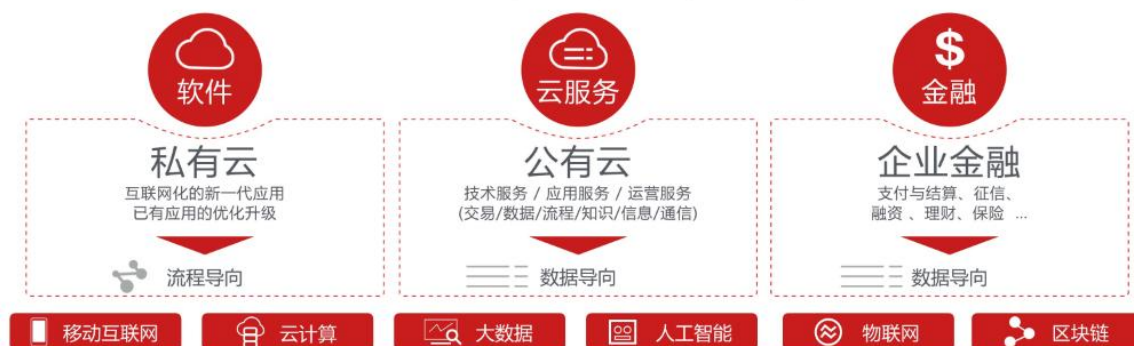 软件
私有云
互联网化的新一代应用
已有应用的优化升级
流程导向
云服务
公有云
技术服务 / 应用服务 / 运营服务
(交易/数据/流程/知识/信息/通信)
数据导向
$
金融
企业金融
支付与结算、征信、
融资 、理财、保险 ...
数据导向
移动互联网
云计算
大数据
人工智能
物联网
区块链